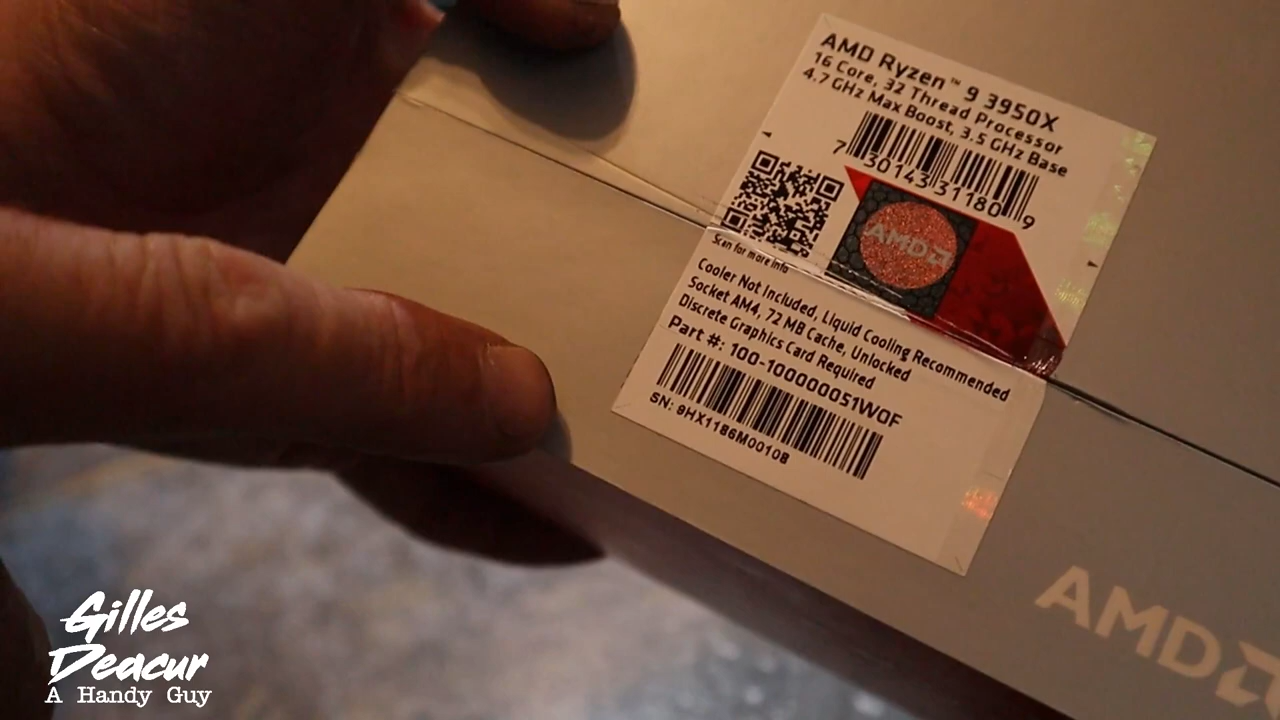 AMD Ryzen™ 9 3950X
16 Core, 32 Thread Processor
4.7 GHz Max Boost, 3.5 GHz Base
7 30143 31180 9
AMD
Scan for more info
Cooler Not Included, Liquid Cooling Recommended
Socket AM4, 72 MB Cache, Unlocked
Discrete Graphics Card Required
Part #: 100-100000051WOF
SN: 9HX1186M00108
AMD
Gilles
Deacur
A Handy Guy